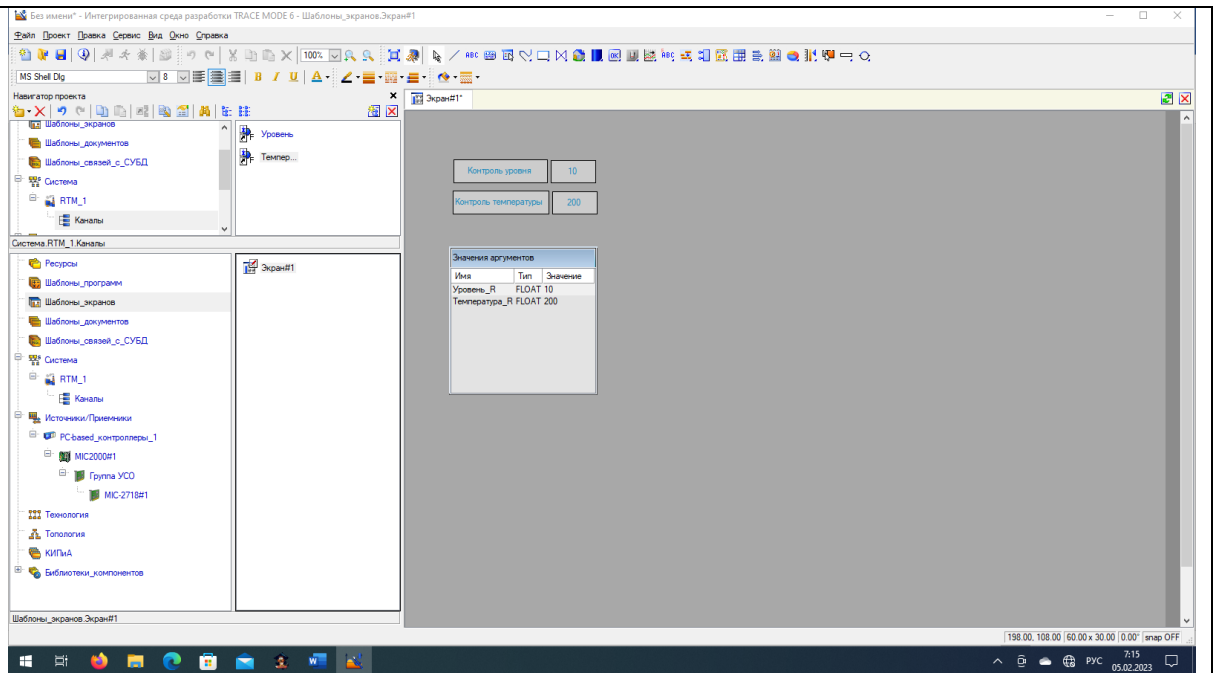 Без имени* - Интегрированная среда разработки TRACE MODE 6 - Шаблоны_экранов.Экран#1
Файл Проект Правка Сервис Вид Окно Справка
100%
ABC
MS Shell Dlg 8 B I U A
Навигатор проекта
Шаблоны_экранов
Шаблоны_документов
Шаблоны_связей_с_СУБД
Система
RTM_1
Каналы
Уровень
Темпер...
Система.RTM_1.Каналы
Ресурсы
Шаблоны_программ
Шаблоны_экранов
Шаблоны_документов
Шаблоны_связей_с_СУБД
Система
RTM_1
Каналы
Источники/Приемники
PC-based_контроллеры_1
MIC2000#1
Группа УСО
MIC-2718#1
Технология
Топология
КИПиА
Библиотеки_компонентов
Экран#1
Шаблоны_экранов.Экран#1
Экран#1*
Контроль уровня 10
Контроль температуры 200
Значения аргументов
Имя Тип Значение
Уровень_R FLOAT 10
Температура_R FLOAT 200
198.00, 108.00 60.00 x 30.00 0.00° snap OFF
РУС
7:15
05.02.2023